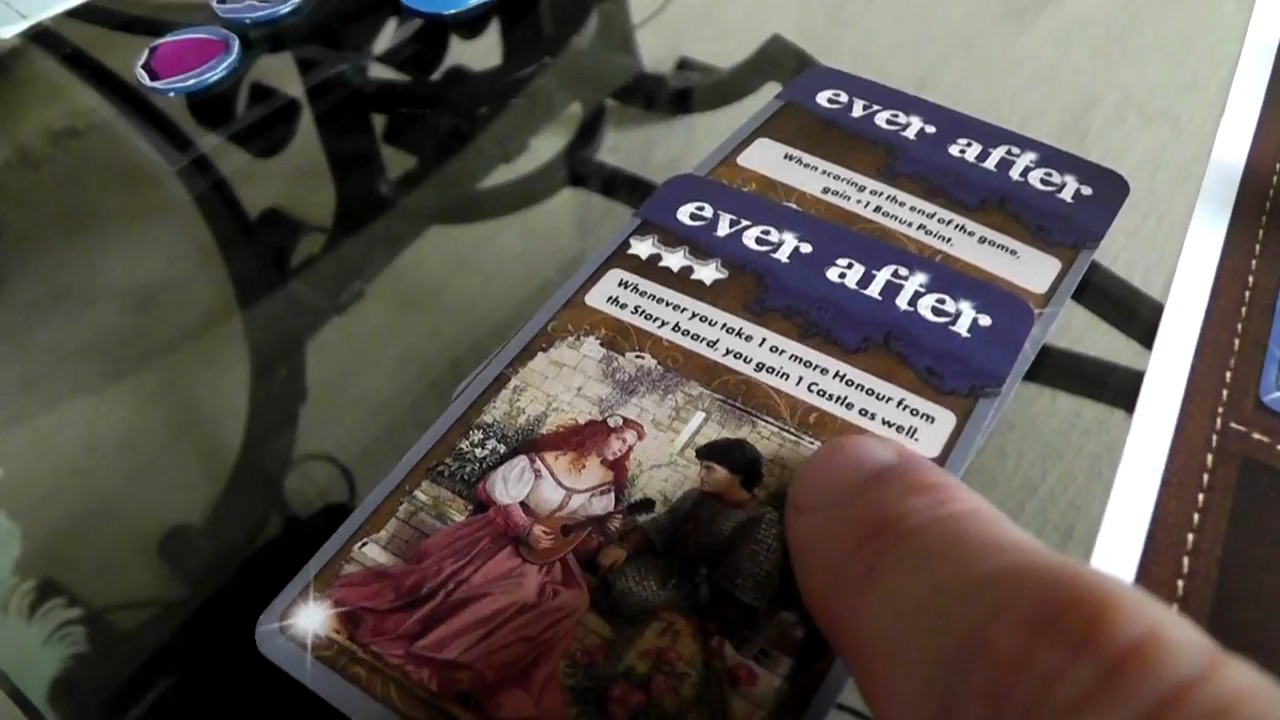 ever after
When scoring at the end of the game,
gain +1 Bonus Point.
ever after
Whenever you take 1 or more Honour from
the Story board, you gain 1 Castle as well.